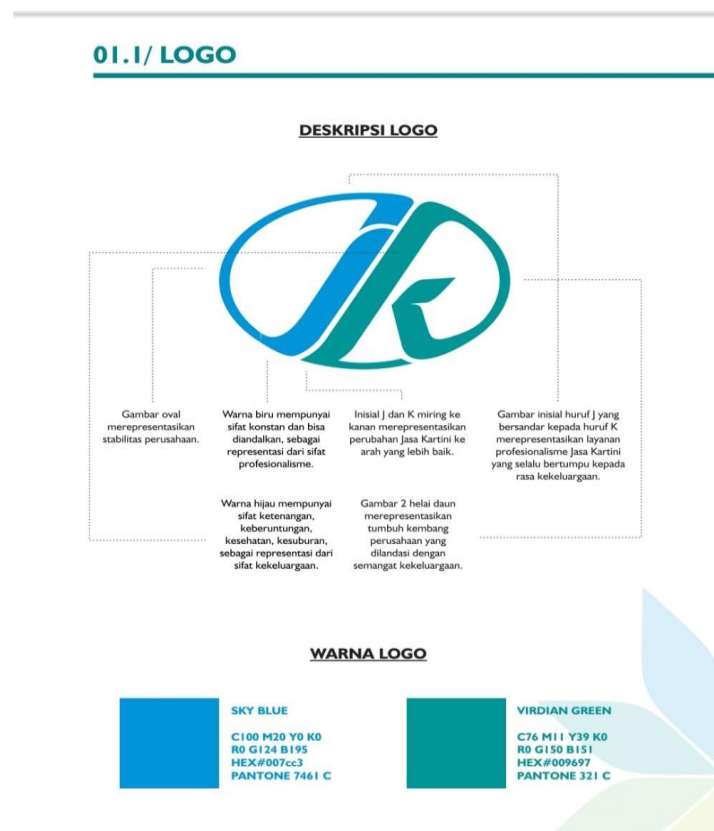 01.1/ LOGO
DESKRIPSI LOGO
Gambar oval
merepresentasikan
stabilitas perusahaan.
Warna biru mempunyai
sifat konstan dan bisa
diandalkan, sebagai
representasi dari sifat
profesionalisme.
Inisial J dan K miring ke
kanan merepresentasikan
perubahan Jasa Kartini ke
arah yang lebih baik.
Gambar inisial huruf J yang
bersandar kepada huruf K
merepresentasikan layanan
profesionalisme Jasa Kartini
yang selalu bertumpu kepada
rasa kekeluargaan.
Warna hijau mempunyai
sifat ketenangan,
keberuntungan,
kesehatan, kesuburan,
sebagai representasi dari
sifat kekeluargaan.
Gambar 2 helai daun
merepresentasikan
tumbuh kembang
perusahaan yang
dilandasi dengan
semangat kekeluargaan.
WARNA LOGO
SKY BLUE
C100 M20 Y0 K0
R0 G124 B195
HEX#007cc3
PANTONE 7461 C
VIRDIAN GREEN
C76 M11 Y39 K0
R0 G150 B151
HEX#009697
PANTONE 321 C